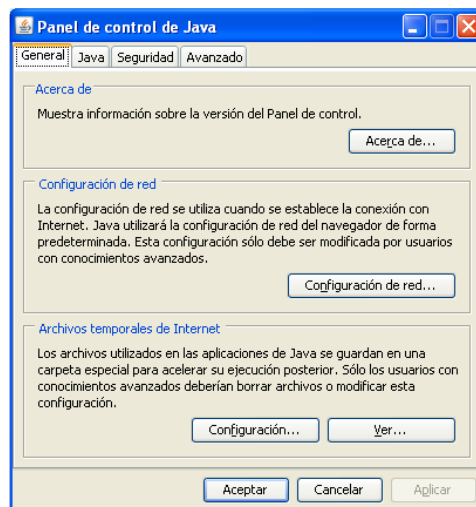 Panel de control de Java
General Java Seguridad Avanzado
Acerca de
Muestra información sobre la versión del Panel de control.
Acerca de...
Configuración de red
La configuración de red se utiliza cuando se establece la conexión con
Internet. Java utilizará la configuración de red del navegador de forma
predeterminada. Esta configuración sólo debe ser modificada por usuarios
con conocimientos avanzados.
Configuración de red...
Archivos temporales de Internet
Los archivos utilizados en las aplicaciones de Java se guardan en una
carpeta especial para acelerar su ejecución posterior. Sólo los usuarios con
conocimientos avanzados deberían borrar archivos o modificar esta
configuración.
Configuración... Ver...
Aceptar Cancelar Aplicar